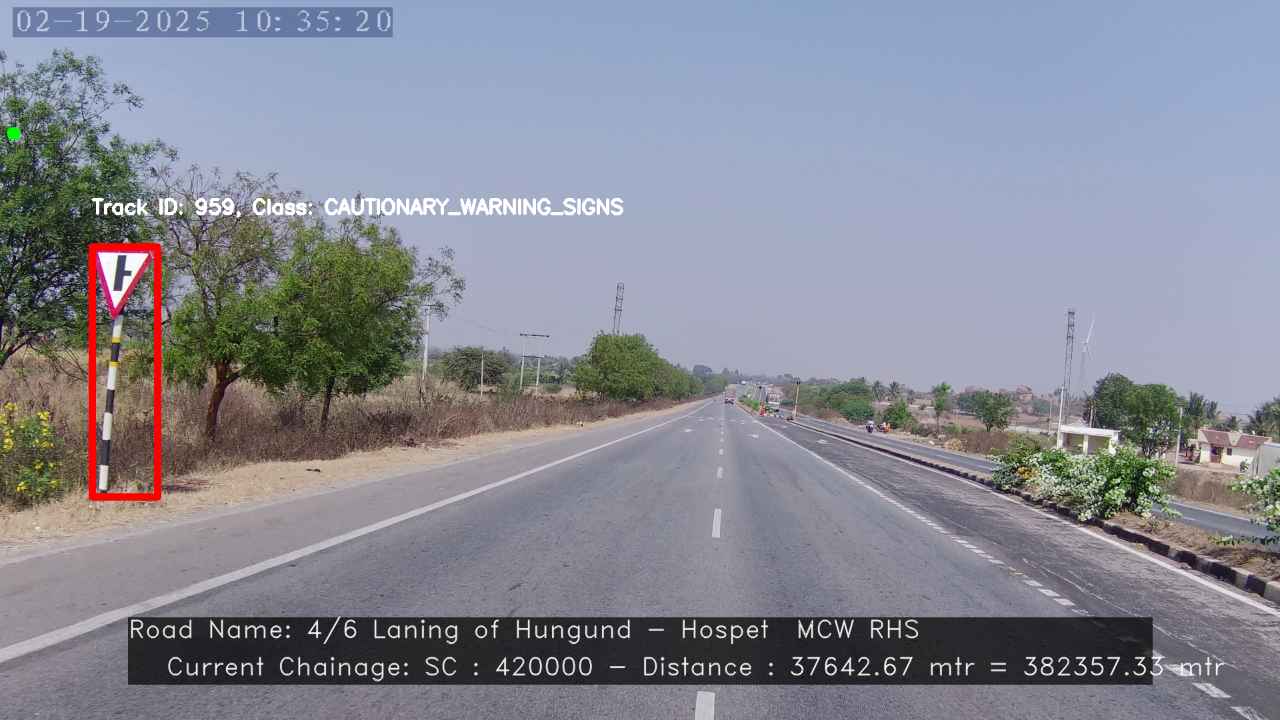 02-19-2025 10:35:20
Track ID: 959, Class: CAUTIONARY_WARNING_SIGNS
Road Name: 4/6 Laning of Hungund - Hospet MCW RHS
Current Chainage: SC : 420000 - Distance : 37642.67 mtr = 382357.33 mtr